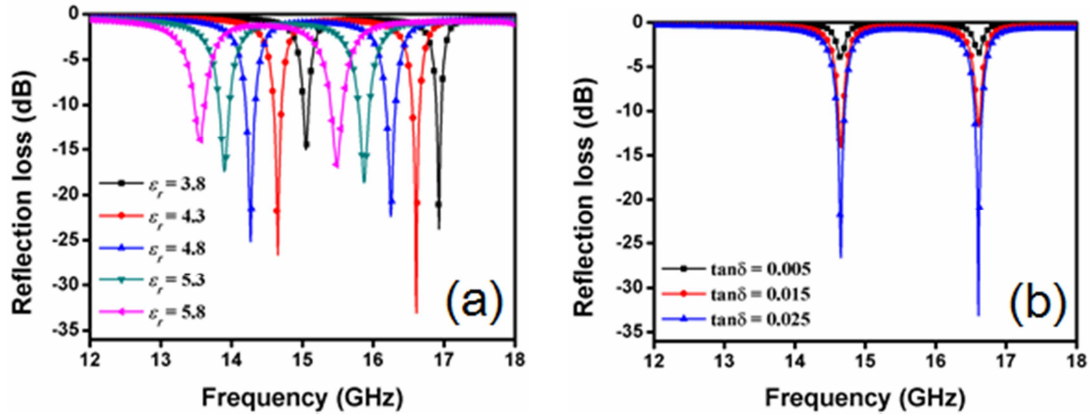 Reflection loss (dB)
0
-5
-10
-15
-20
-25
-30
-35
εr = 3.8
εr = 4.3
εr = 4.8
εr = 5.3
εr = 5.8
(a)
12 13 14 15 16 17 18
Frequency (GHz)
Reflection loss (dB)
0
-5
-10
-15
-20
-25
-30
-35
tanδ = 0.005
tanδ = 0.015
tanδ = 0.025
(b)
12 13 14 15 16 17 18
Frequency (GHz)